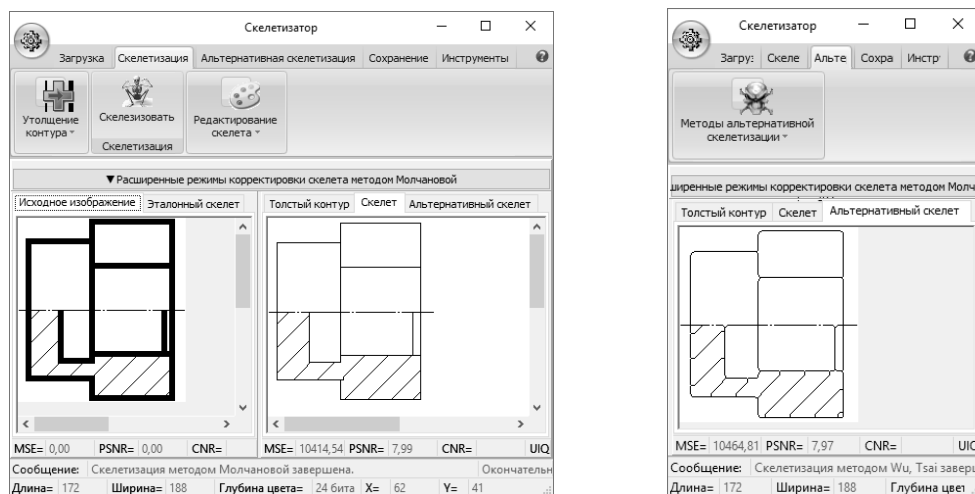 Скелетизатор
Загрузка Скелетизация Альтернативная скелетизация Сохранение Инструменты
Утолщение контура
Скелезизовать
Редактирование скелета
Скелетизация
▼Расширенные режимы корректировки скелета методом Молчановой
Исходное изображение Эталонный скелет
Толстый контур Скелет Альтернативный скелет
MSE= 0,00 PSNR= 0,00 CNR=
MSE= 10414,54 PSNR= 7,99 CNR= UIQ
Сообщение: Скелетизация методом Молчановой завершена. Окончательн
Длина= 172 Ширина= 188 Глубина цвета= 24 бита X= 62 Y= 41
Скелетизатор
Загру: Скеле Альте Сохра Инстр
Методы альтернативной скелетизации
ширенные режимы корректировки скелета методом Молч
Толстый контур Скелет Альтернативный скелет
MSE= 10464,81 PSNR= 7,97 CNR= UIQ
Сообщение: Скелетизация методом Wu, Tsai заверш
Длина= 172 Ширина= 188 Глубина цвет